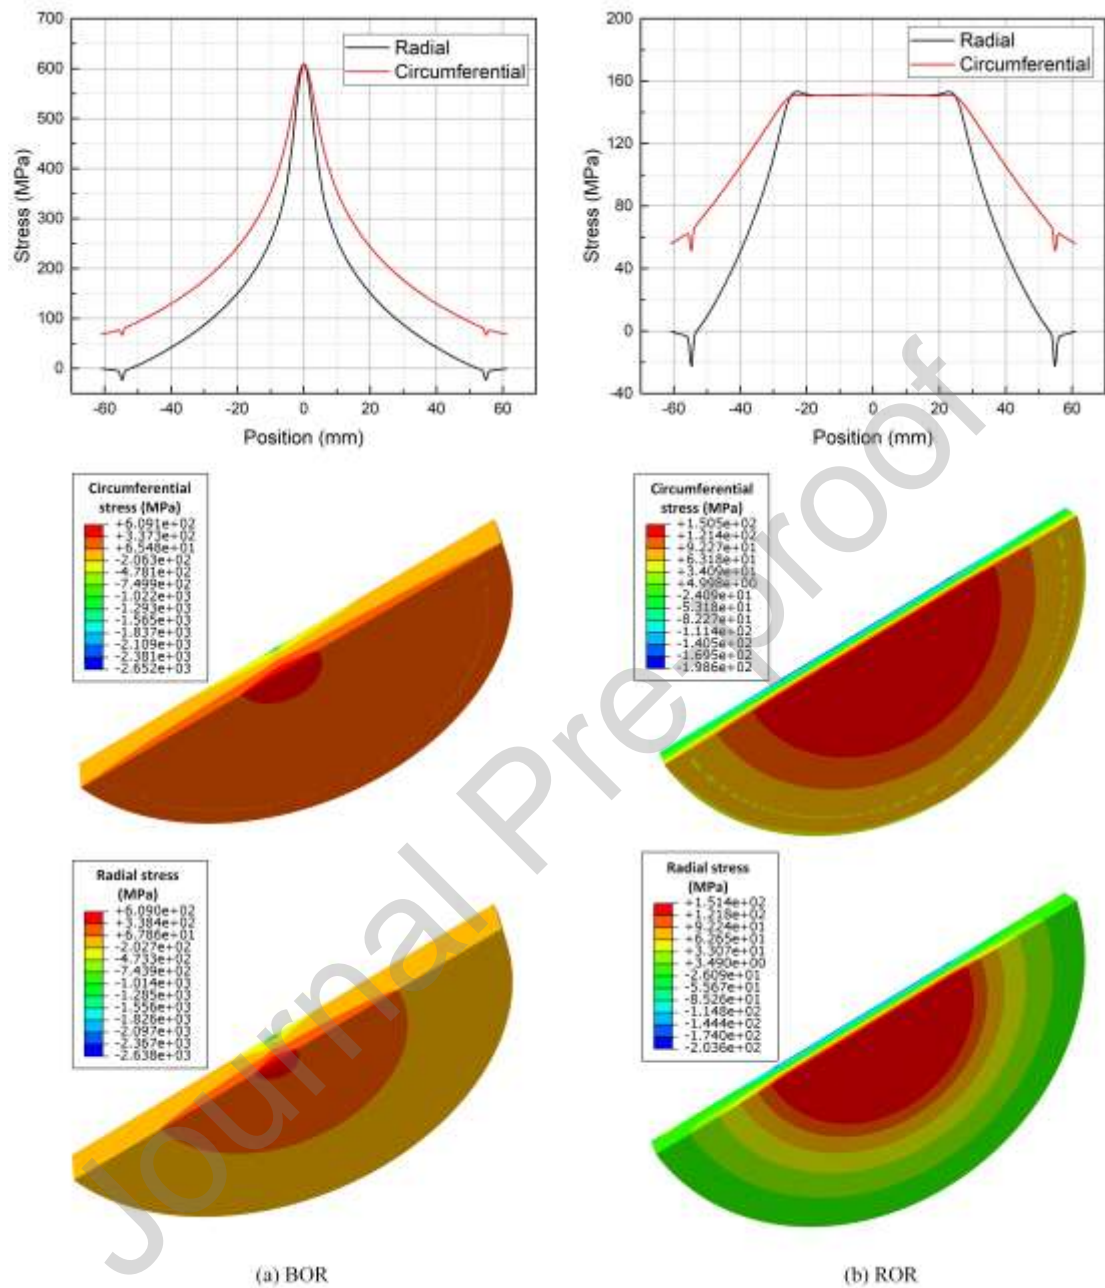 700
600
500
400
300
200
100
0
Stress (MPa)
-60 -40 -20 0 20 40 60
Position (mm)
Radial
Circumferential
200
160
120
80
40
0
-40
Stress (MPa)
-60 -40 -20 0 20 40 60
Position (mm)
Radial
Circumferential
Circumferential
stress (MPa)
+6.091e+02
+3.373e+02
+6.548e+01
-2.063e+02
-4.781e+02
-7.499e+02
-1.022e+03
-1.293e+03
-1.565e+03
-1.837e+03
-2.109e+03
-2.381e+03
-2.652e+03
Circumferential
stress (MPa)
+1.505e+02
+1.214e+02
+9.227e+01
+6.318e+01
+3.409e+01
+4.998e+00
-2.409e+01
-5.318e+01
-8.227e+01
-1.114e+02
-1.405e+02
-1.695e+02
-1.986e+02
Radial stress
(MPa)
+6.090e+02
+3.384e+02
+6.786e+01
-2.027e+02
-4.733e+02
-7.439e+02
-1.014e+03
-1.285e+03
-1.556e+03
-1.826e+03
-2.097e+03
-2.367e+03
-2.638e+03
Radial stress
(MPa)
+1.514e+02
+1.218e+02
+9.224e+01
+6.265e+01
+3.307e+01
+3.490e+00
-2.609e+01
-5.567e+01
-8.526e+01
-1.148e+02
-1.444e+02
-1.740e+02
-2.036e+02
(a) BOR
(b) ROR
Journal Pre-proof